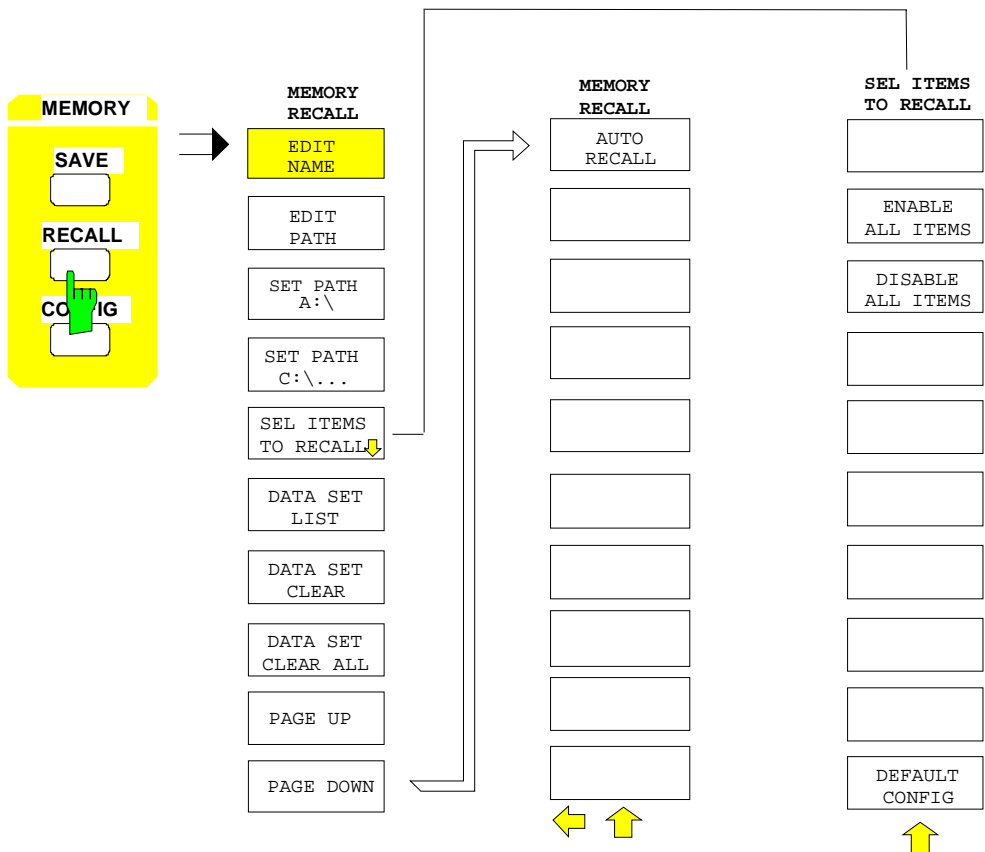 MEMORY
SAVE
RECALL
CO IG
MEMORY
RECALL
EDIT
NAME
EDIT
PATH
SET PATH
A:\
SET PATH
C:\...
SEL ITEMS
TO RECALL
DATA SET
LIST
DATA SET
CLEAR
DATA SET
CLEAR ALL
PAGE UP
PAGE DOWN
MEMORY
RECALL
AUTO
RECALL
SEL ITEMS
TO RECALL
ENABLE
ALL ITEMS
DISABLE
ALL ITEMS
DEFAULT
CONFIG